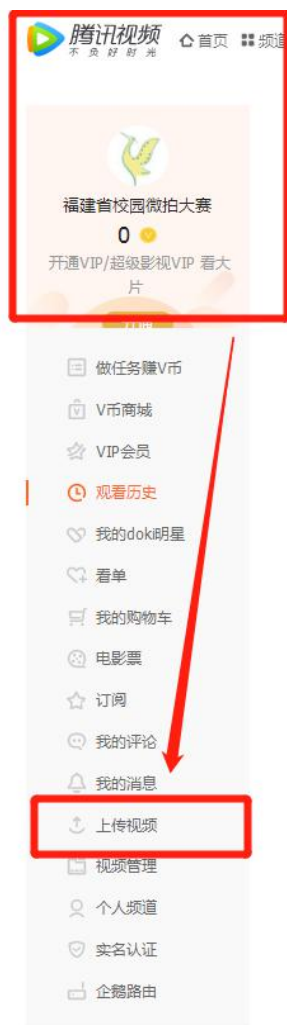 腾讯视频 首页 频道
不负好时光
福建省校园微拍大赛
0
开通VIP/超级影视VIP 看大
片
开通
做任务赚V币
V币商城
VIP会员
观看历史
我的doki明星
看单
我的购物车
电影票
订阅
我的评论
我的消息
上传视频
视频管理
个人频道
实名认证
企鹅路由